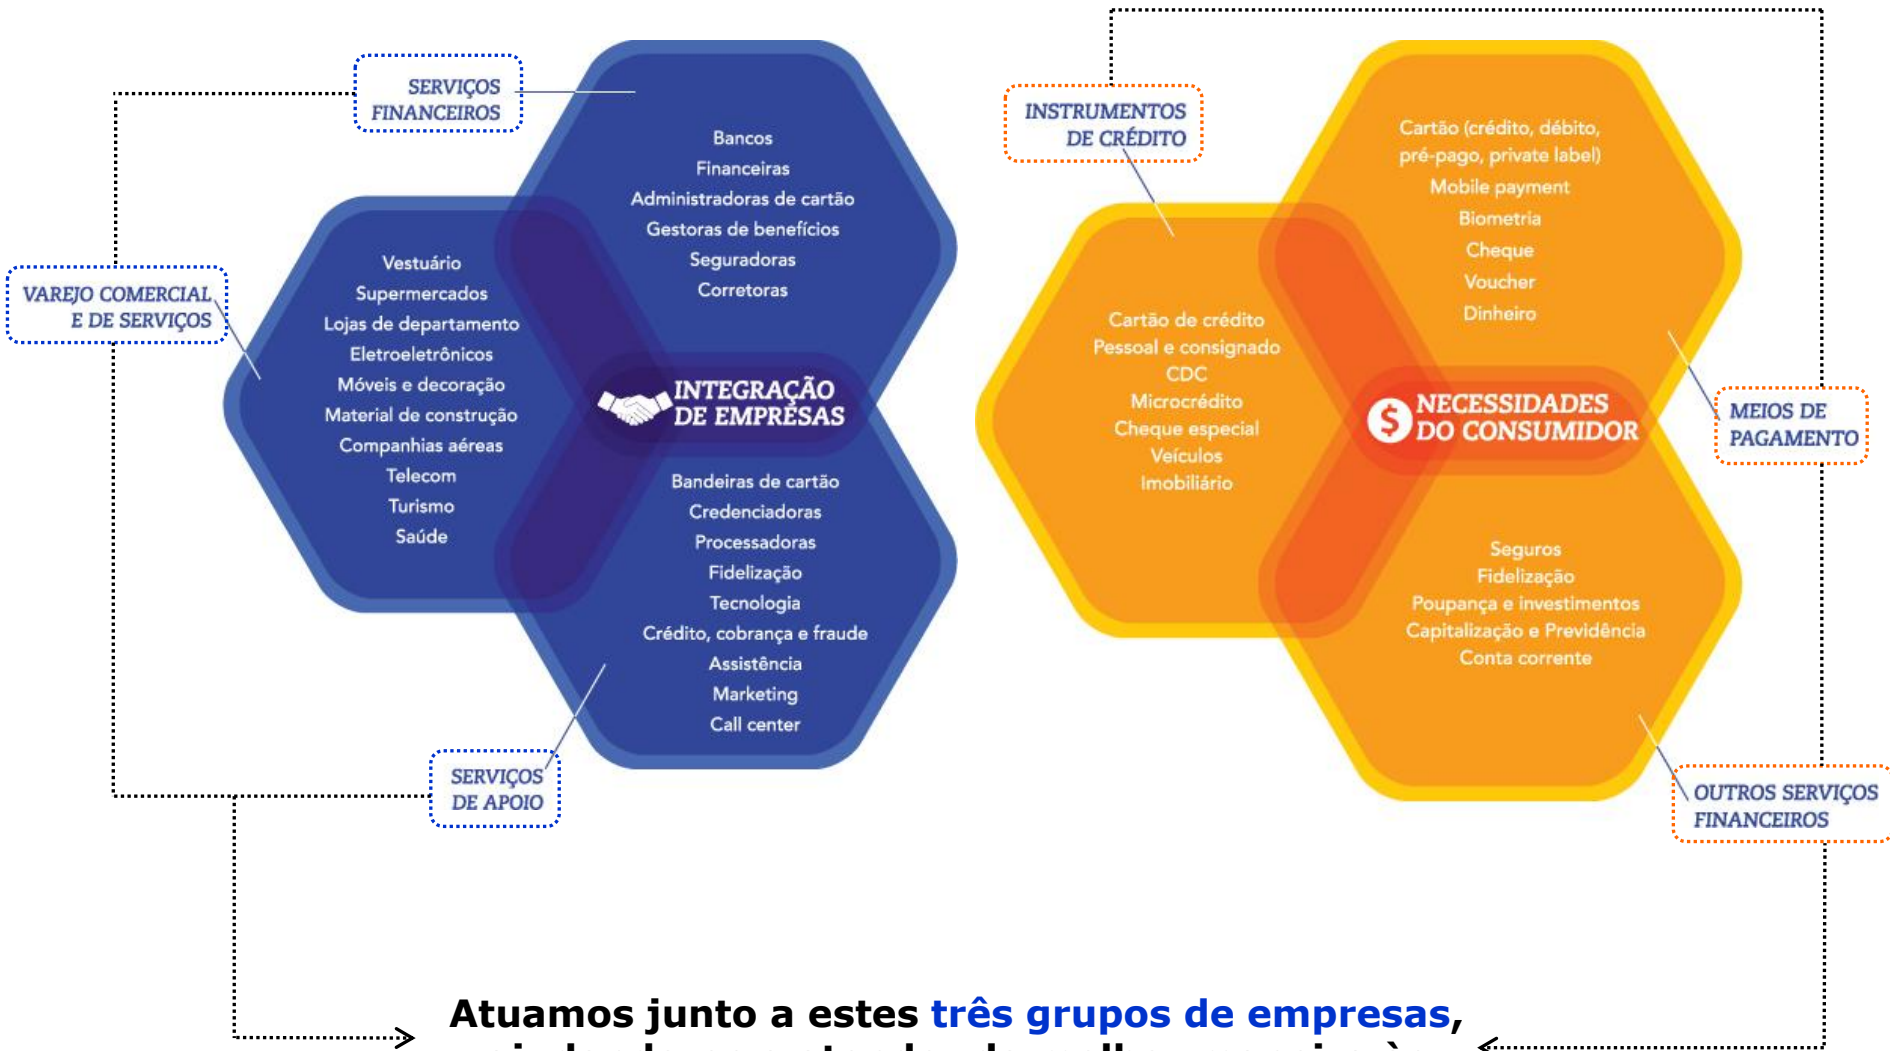 SERVIÇOS
FINANCEIROS
Bancos
Financeiras
Administradoras de cartão
Gestoras de benefícios
Seguradoras
Corretoras
VAREJO COMERCIAL
E DE SERVIÇOS
Vestuário
Supermercados
Lojas de departamento
Eletroeletrônicos
Móveis e decoração
Material de construção
Companhias aéreas
Telecom
Turismo
Saúde
INTEGRAÇÃO
DE EMPRESAS
Bandeiras de cartão
Credenciadoras
Processadoras
Fidelização
Tecnologia
Crédito, cobrança e fraude
Assistência
Marketing
Call center
SERVIÇOS
DE APOIO
INSTRUMENTOS
DE CRÉDITO
Cartão de crédito
Pessoal e consignado
CDC
Microcrédito
Cheque especial
Veículos
Imobiliário
Cartão (crédito, débito,
pré-pago, private label)
Mobile payment
Biometria
Cheque
Voucher
Dinheiro
$ NECESSIDADES
DO CONSUMIDOR
MEIOS DE
PAGAMENTO
Seguros
Fidelização
Poupança e investimentos
Capitalização e Previdência
Conta corrente
OUTROS SERVIÇOS
FINANCEIROS
Atuamos junto a estes três grupos de empresas,